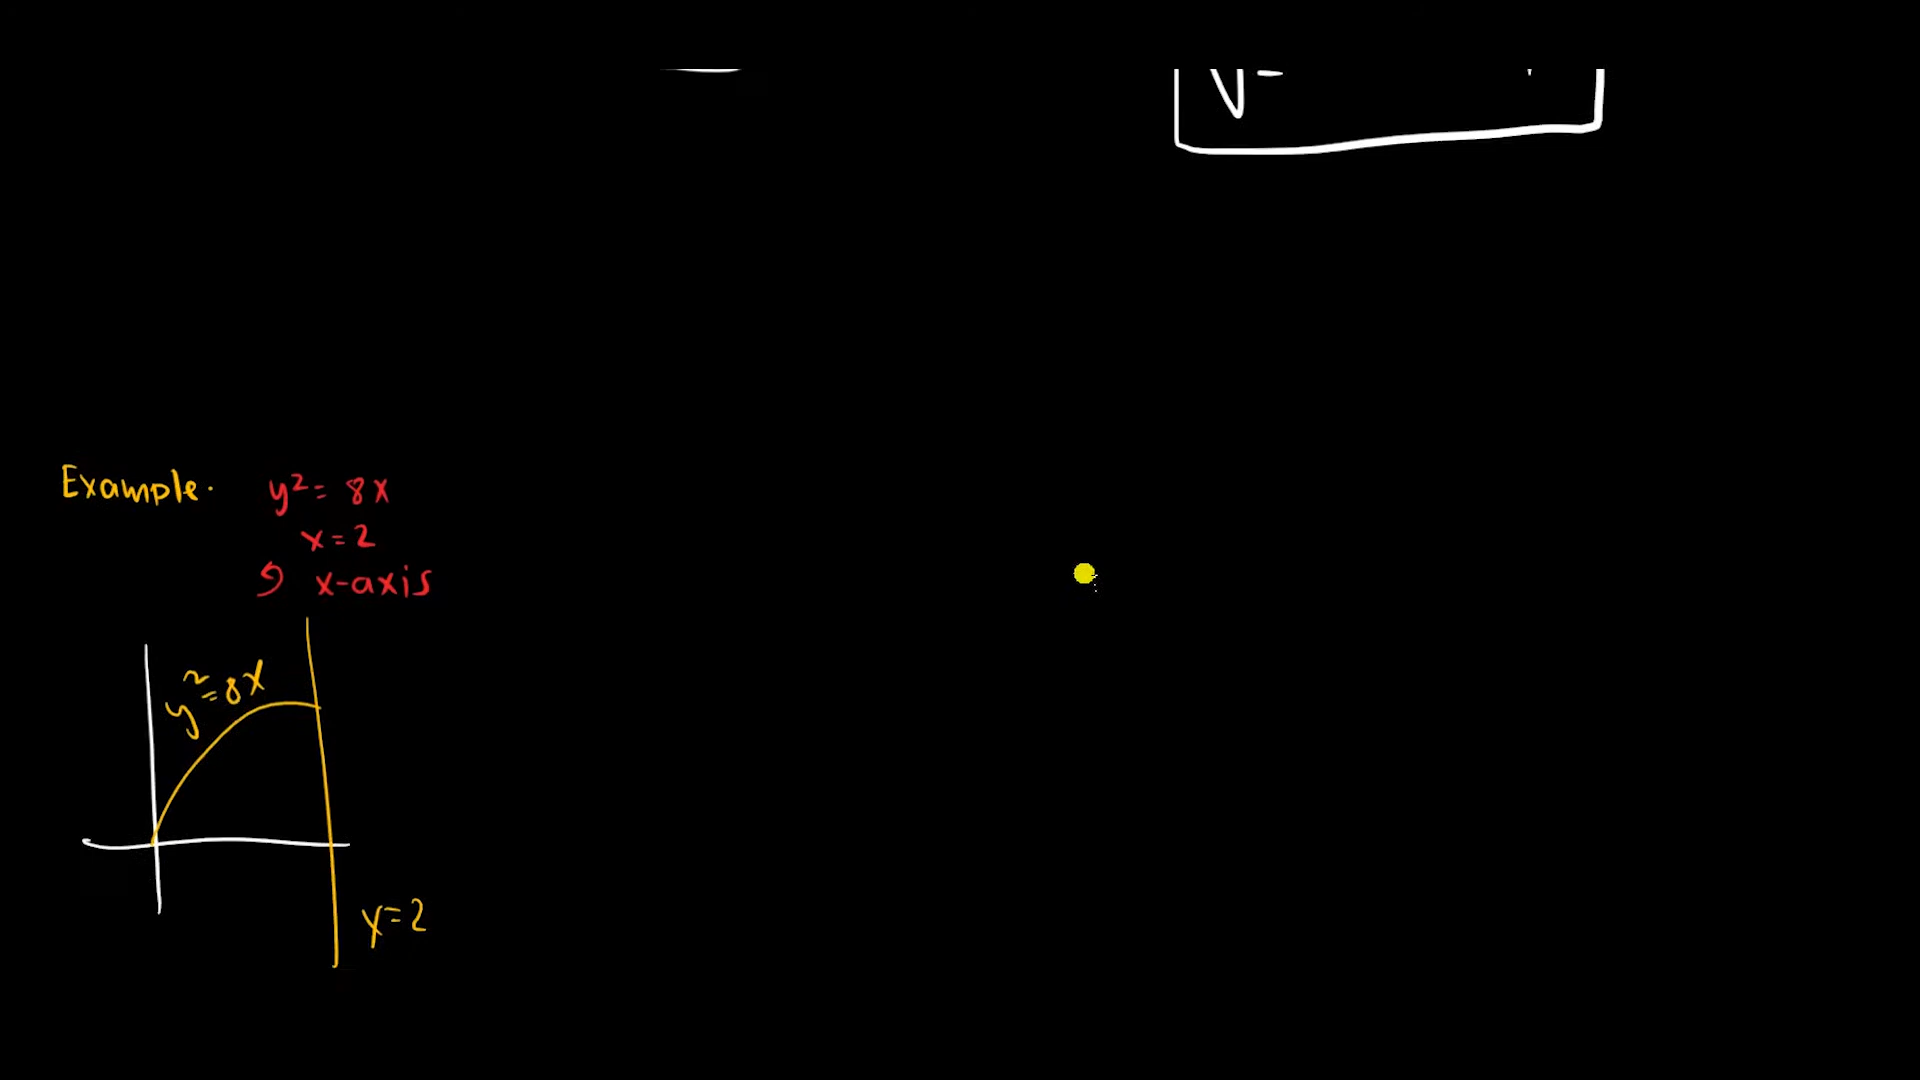 V=
Example. y²= 8x
x=2
x-axis
y²=8x
x=2